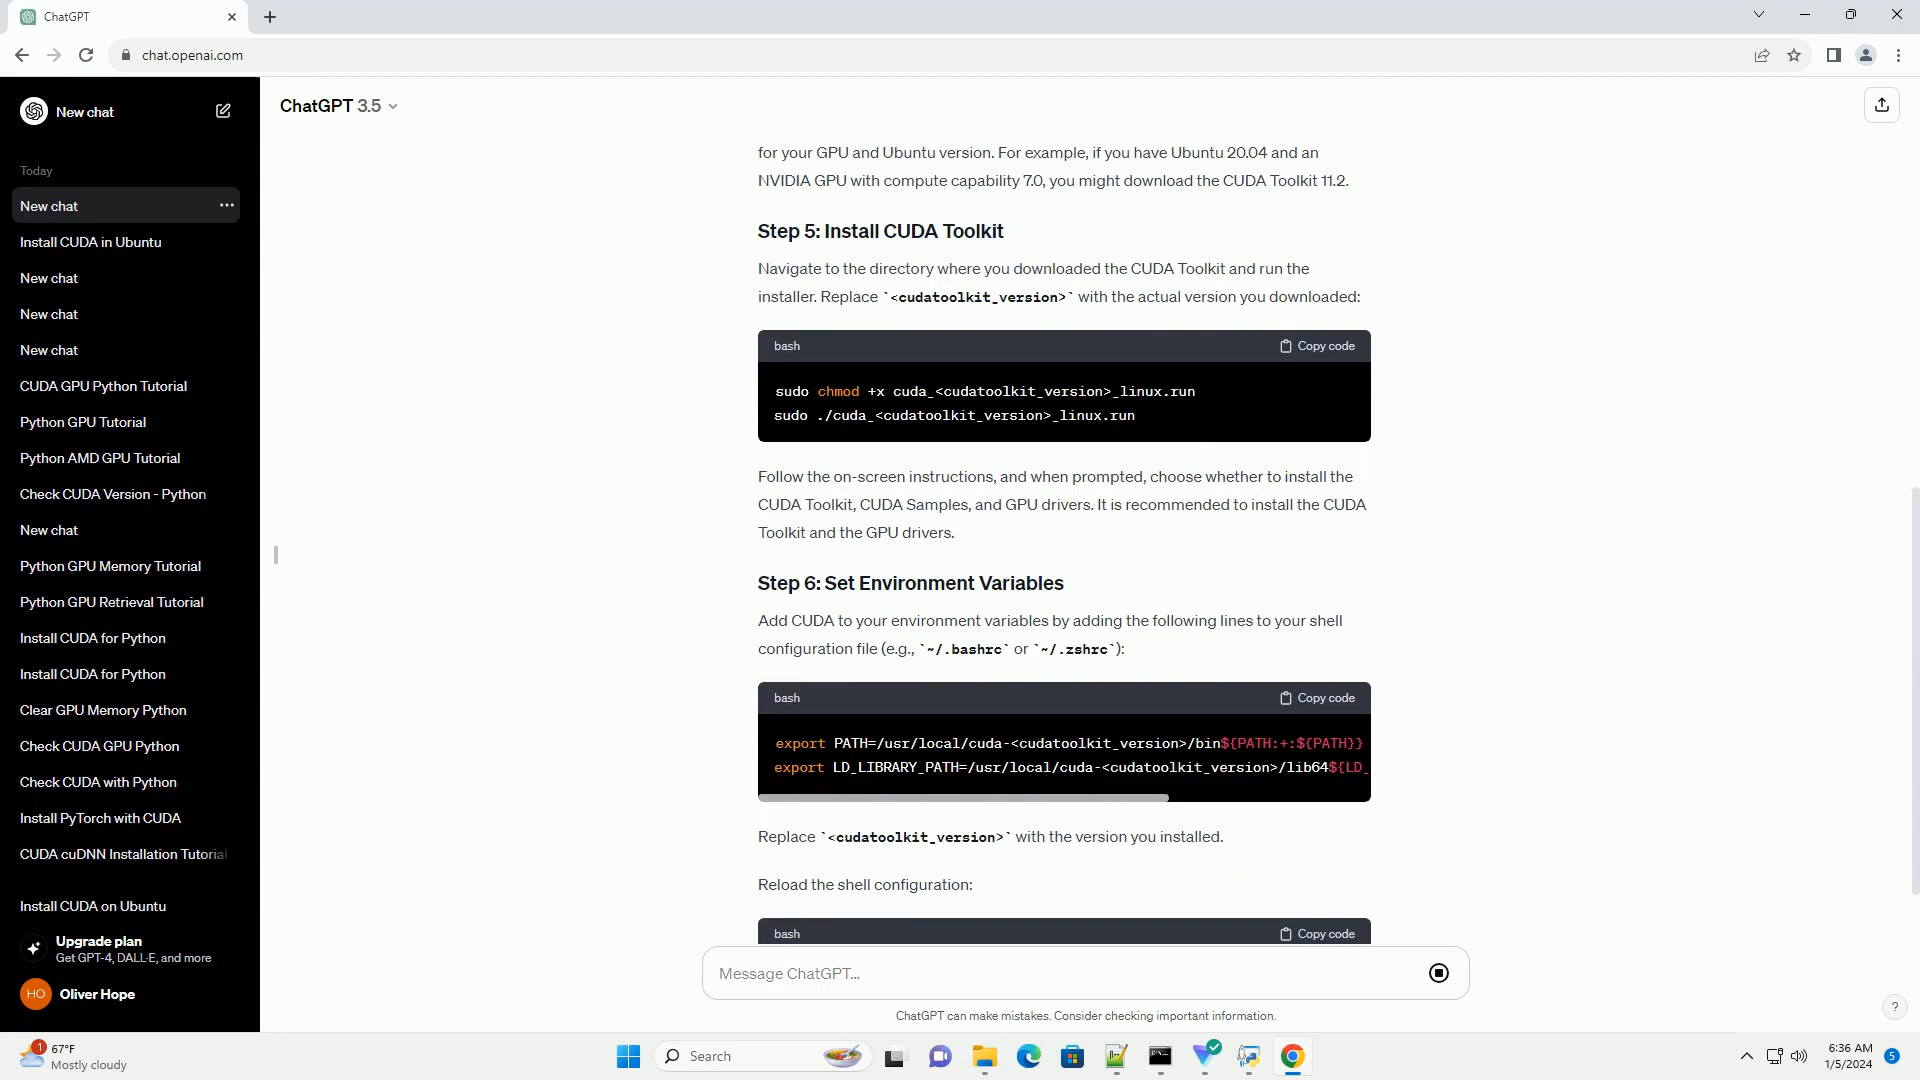 ChatGPT
chat.openai.com
New chat
Today
New chat
Install CUDA in Ubuntu
New chat
New chat
New chat
CUDA GPU Python Tutorial
Python GPU Tutorial
Python AMD GPU Tutorial
Check CUDA Version - Python
New chat
Python GPU Memory Tutorial
Python GPU Retrieval Tutorial
Install CUDA for Python
Install CUDA for Python
Clear GPU Memory Python
Check CUDA GPU Python
Check CUDA with Python
Install PyTorch with CUDA
CUDA cuDNN Installation Tutorial
Install CUDA on Ubuntu
Upgrade plan
Get GPT-4, DALL·E, and more
HO Oliver Hope
ChatGPT 3.5
for your GPU and Ubuntu version. For example, if you have Ubuntu 20.04 and an
NVIDIA GPU with compute capability 7.0, you might download the CUDA Toolkit 11.2.
Step 5: Install CUDA Toolkit
Navigate to the directory where you downloaded the CUDA Toolkit and run the
installer. Replace `<cudatoolkit_version>` with the actual version you downloaded:
bash Copy code
sudo chmod +x cuda_<cudatoolkit_version>_linux.run
sudo ./cuda_<cudatoolkit_version>_linux.run
Follow the on-screen instructions, and when prompted, choose whether to install the
CUDA Toolkit, CUDA Samples, and GPU drivers. It is recommended to install the CUDA
Toolkit and the GPU drivers.
Step 6: Set Environment Variables
Add CUDA to your environment variables by adding the following lines to your shell
configuration file (e.g., `~/.bashrc` or `~/.zshrc`):
bash Copy code
export PATH=/usr/local/cuda-<cudatoolkit_version>/bin${PATH:+:${PATH}}
export LD_LIBRARY_PATH=/usr/local/cuda-<cudatoolkit_version>/lib64${LD_
Replace `<cudatoolkit_version>` with the version you installed.
Reload the shell configuration:
bash Copy code
Message ChatGPT...
ChatGPT can make mistakes. Consider checking important information.
?
1 67°F
Mostly cloudy
Search
6:36 AM
1/5/2024
5